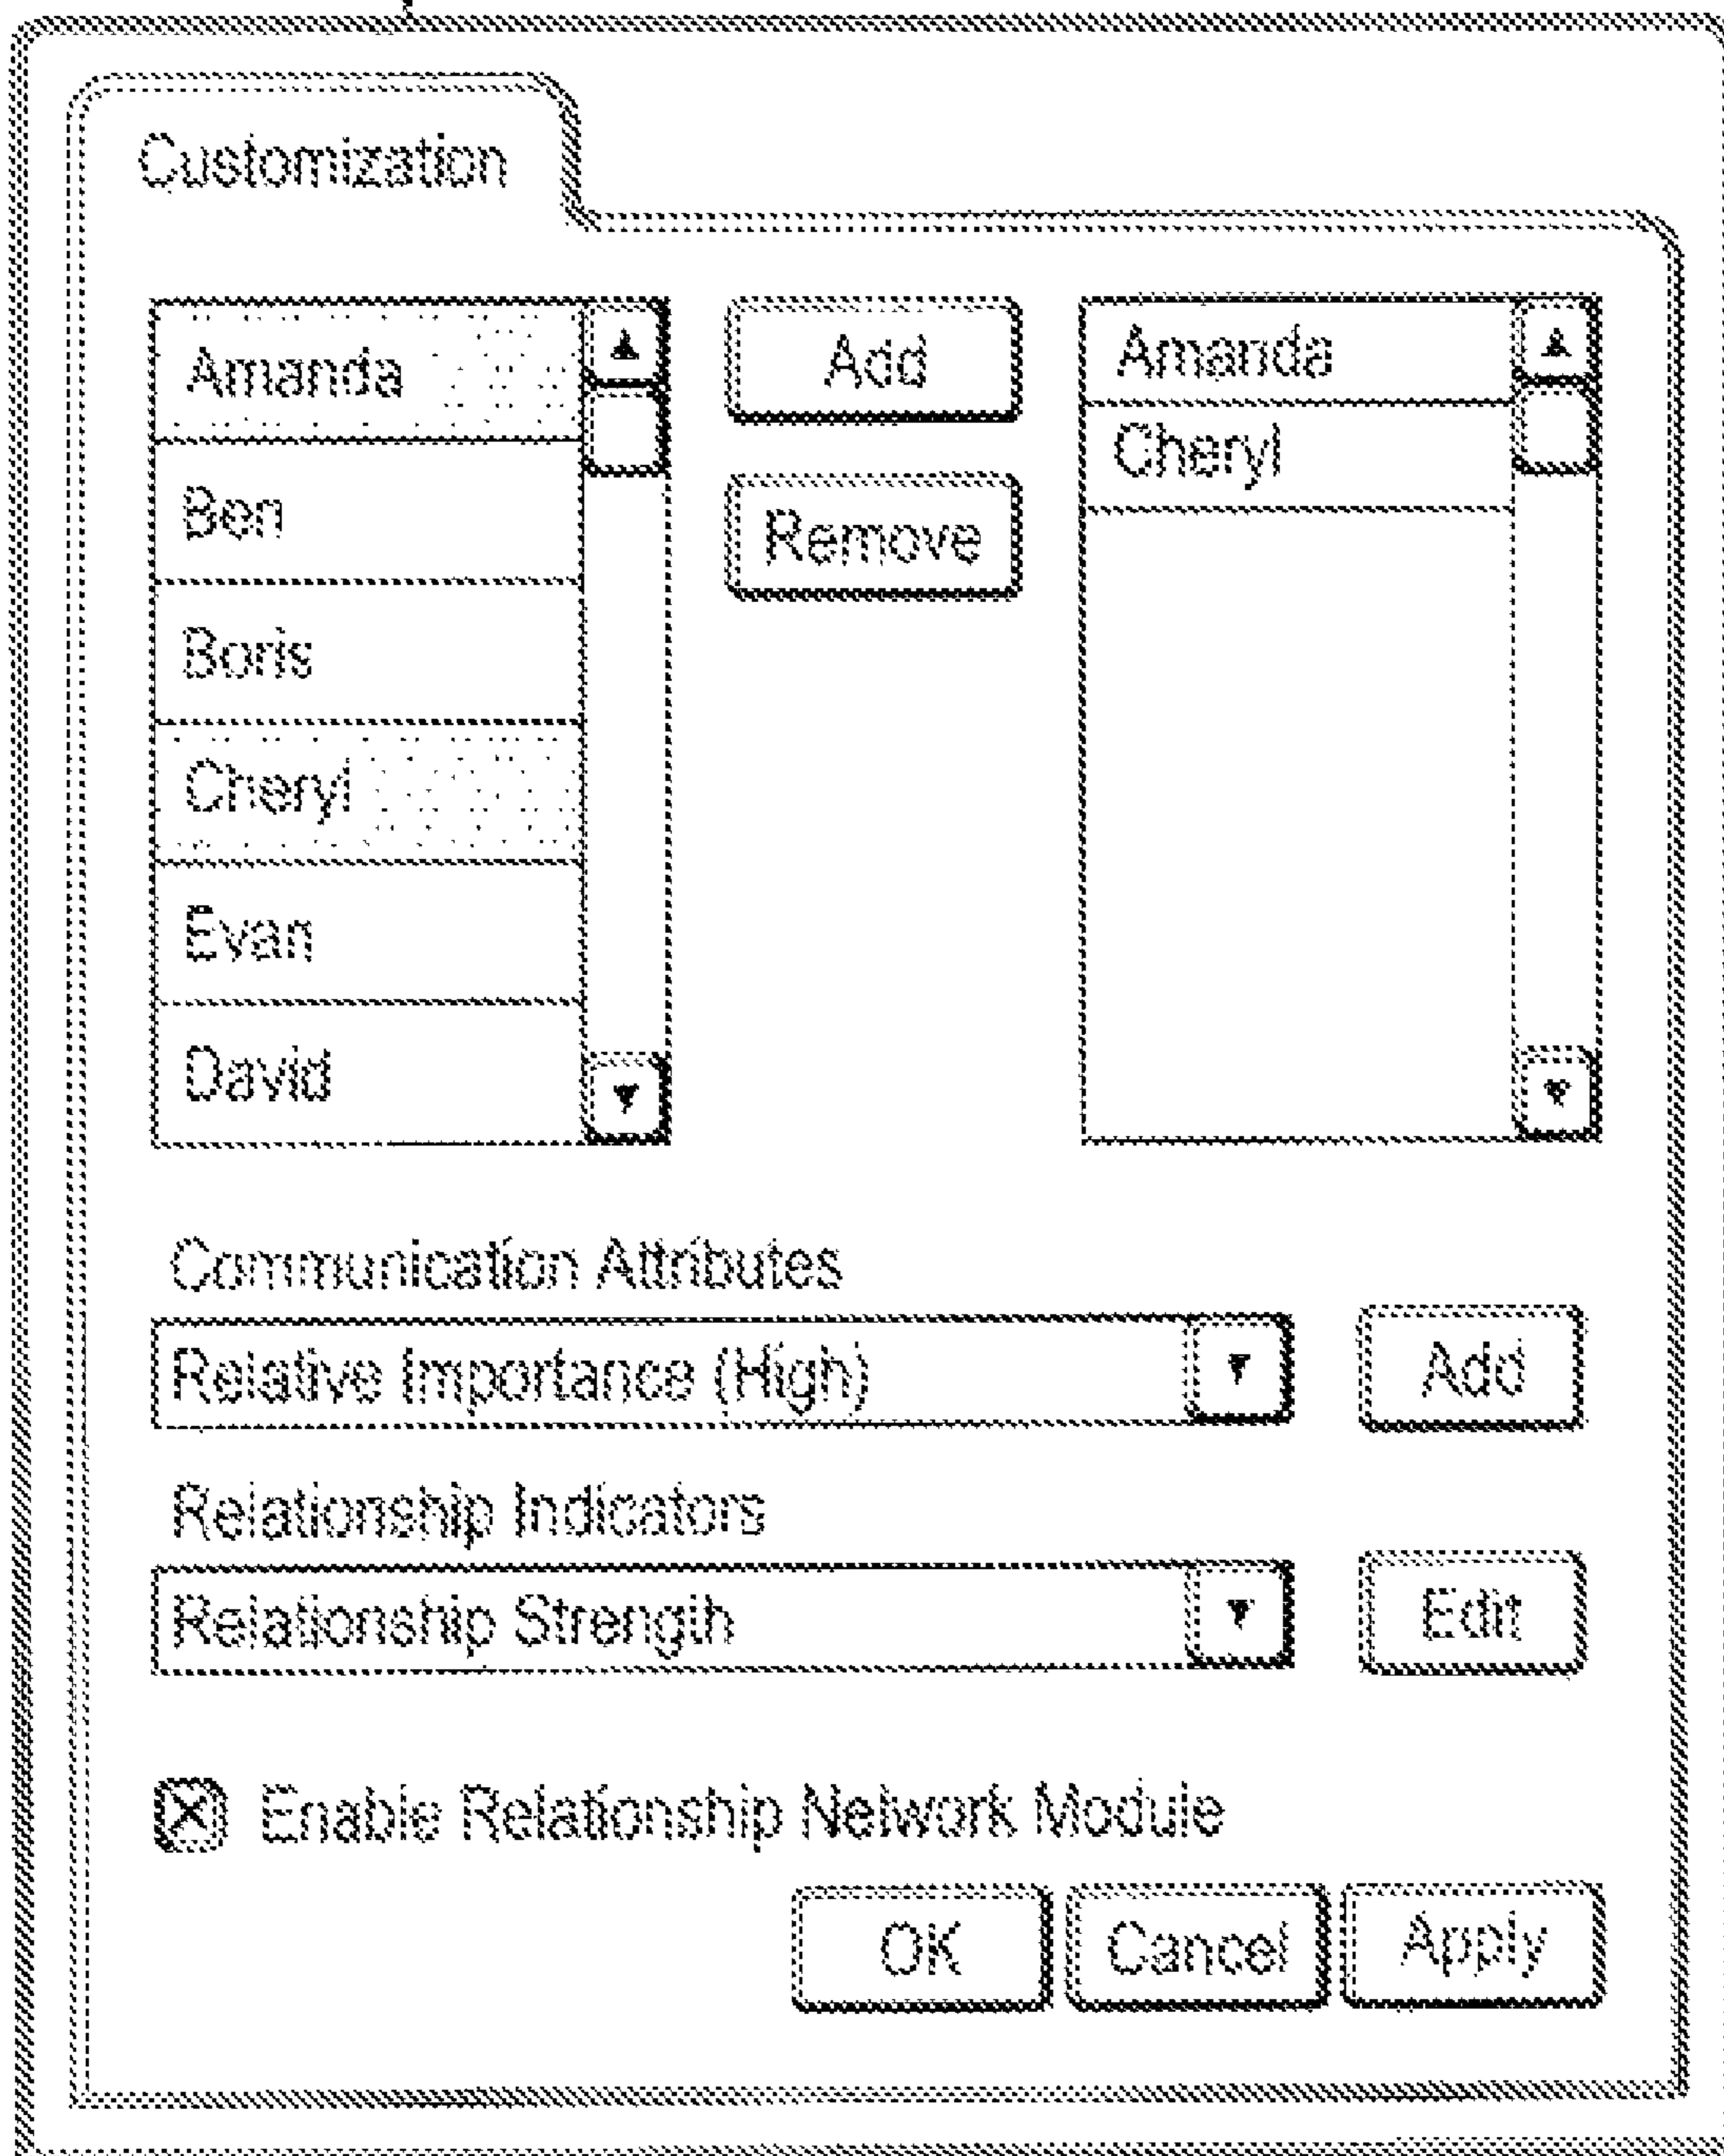 Customization
Amanda
Ben
Boris
Cheryl
Evan
David
Add
Remove
Amanda
Cheryl
Communication Attributes
Relative Importance (High)
Add
Relationship Indicators
Relationship Strength
Edit
Enable Relationship Network Module
OK
Cancel
Apply